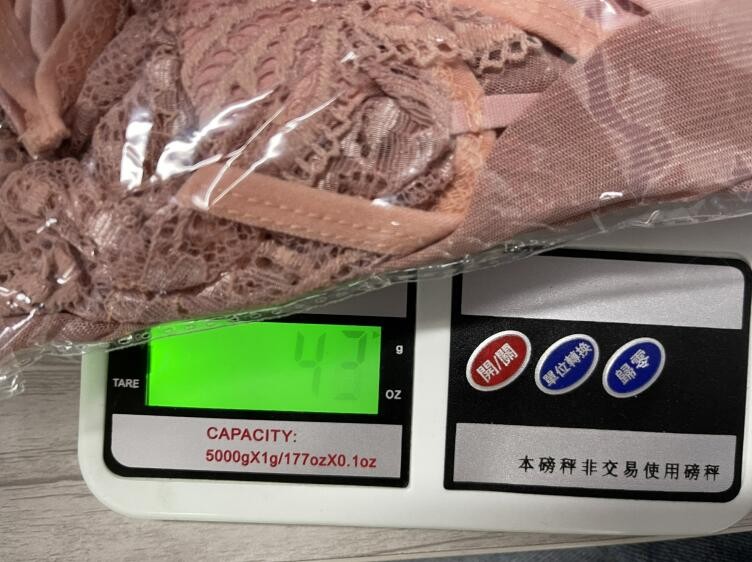 43
g
TARE
OZ
CAPACITY:
5000gX1g/177ozX0.1oz
開/關
單位轉換
歸零
本磅秤非交易使用磅秤